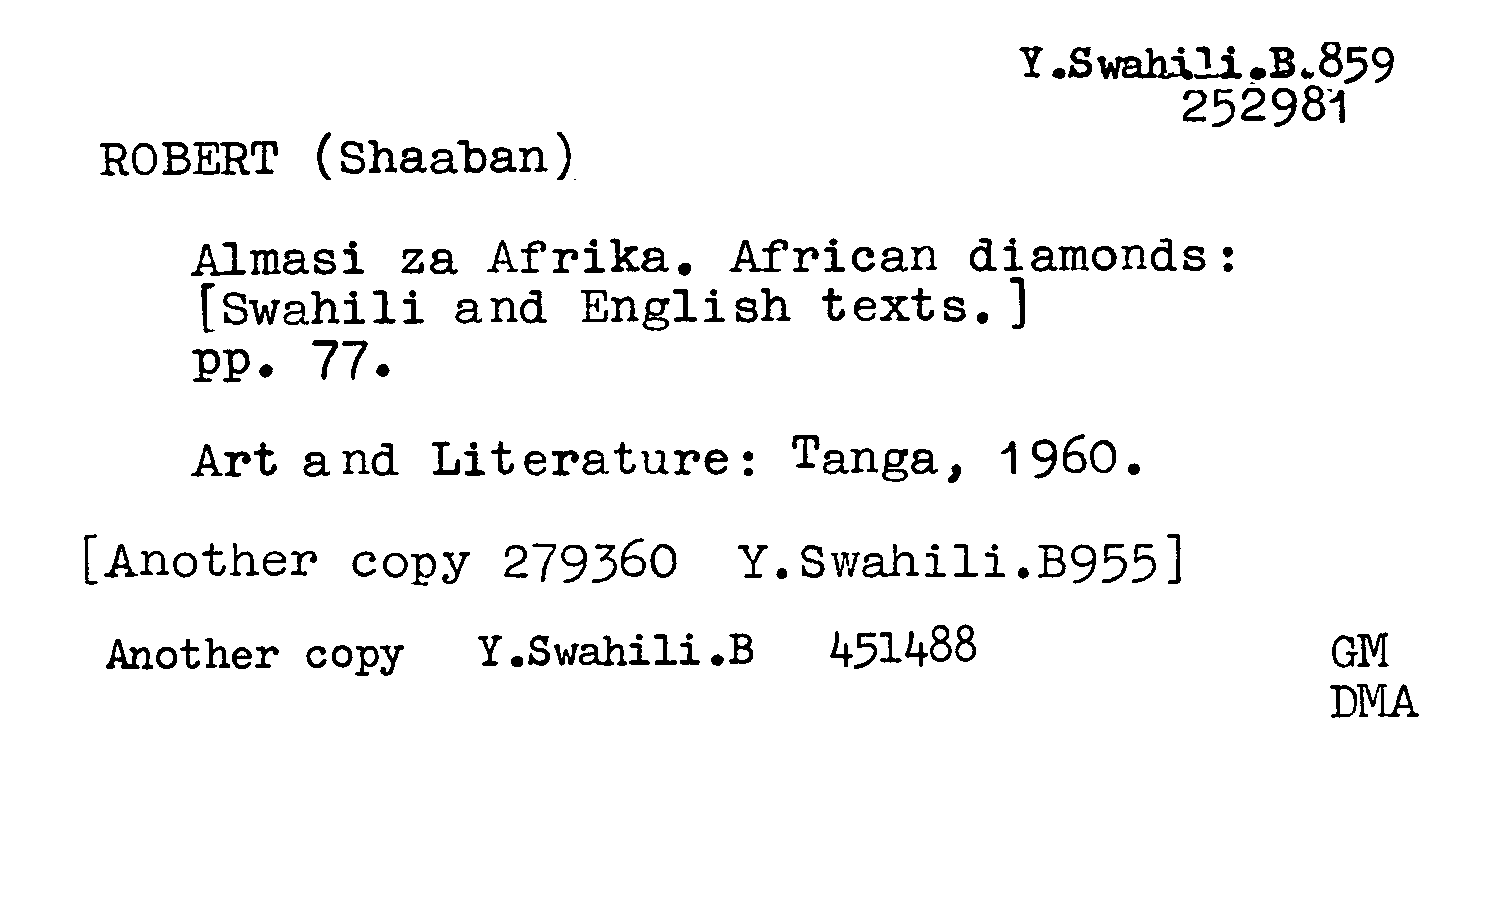 Y.Swahili.B.859
252981
ROBERT (Shaaban)
Almasi za Afrika. African diamonds:
[Swahili and English texts.]
pp. 77.
Art and Literature: Tanga, 1960.
[Another copy 279360 Y.Swahili.B955]
Another copy Y.Swahili.B 451488 GM
DMA